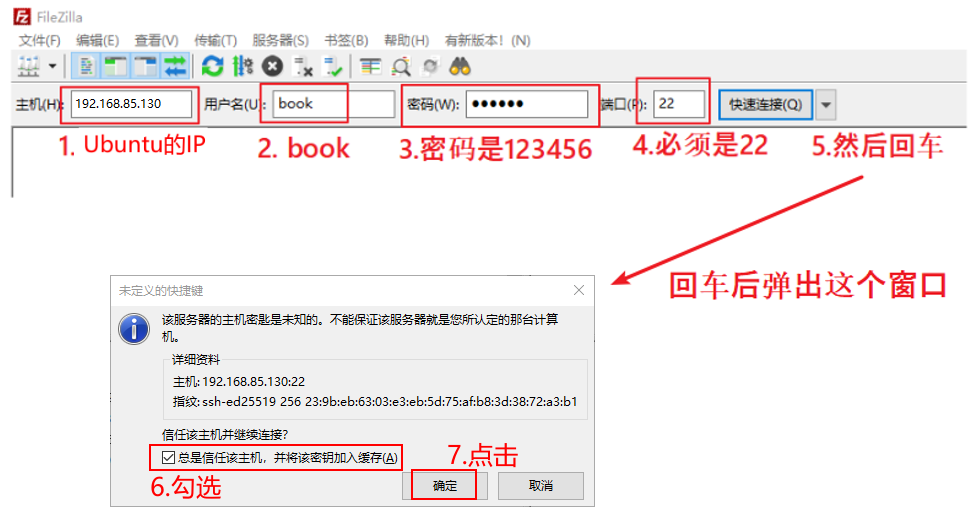 FileZilla
文件(F) 编辑(E) 查看(V) 传输(T) 服务器(S) 书签(B) 帮助(H) 有新版本！(N)
主机(H): 192.168.85.130 用户名(U): book 密码(W): ●●●●●● 端口(P): 22 快速连接(Q)
1. Ubuntu的IP 2. book 3.密码是123456 4.必须是22 5.然后回车
回车后弹出这个窗口
未定义的快捷键
该服务器的主机密匙是未知的。不能保证该服务器就是您所认定的那台计算
机。
详细资料
主机: 192.168.85.130:22
指纹: ssh-ed25519 256 23:9b:eb:63:03:e3:eb:5d:75:af:b8:3d:38:72:a3:b1
信任该主机并继续连接?
总是信任该主机，并将该密钥加入缓存(A)
6.勾选
7.点击
确定 取消